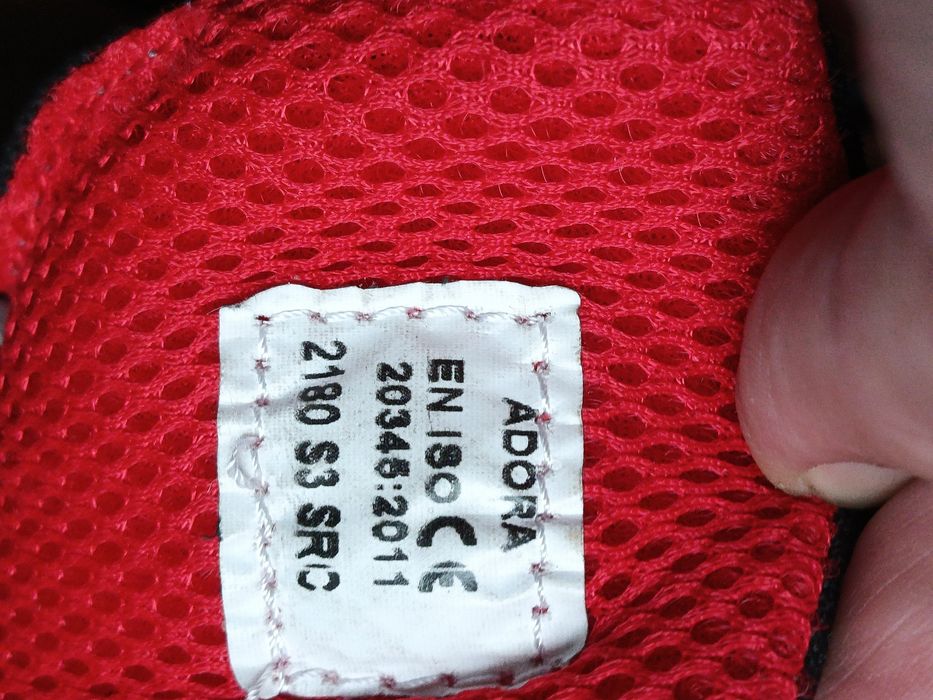 ADORA
EN ISO CE
20345:2011
2180 S3 SRC